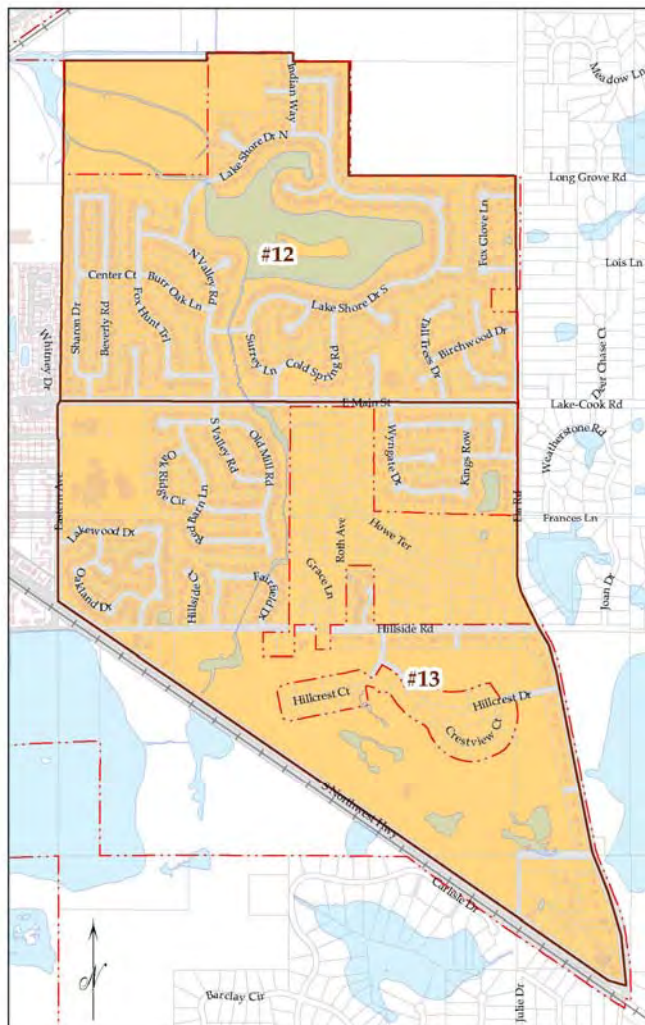 Meadow Ln
Indian Way
Lake Shore Dr N
Long Grove Rd
Fox Glove Ln
#12
N Valley Rd
Lois Ln
Center Ct
Burr Oak Ln
Lake Shore Dr S
Sharon Dr
Beverly Rd
Fox Hunt Trl
Whitney Dr
Surrey Ln
Cold Spring Rd
Tall Trees Dr
Birchwood Dr
Deer Chase Ct
E Main St
Lake-Cook Rd
Weatherstone Rd
Oak Ridge Cir
S Valley Rd
Old Mill Rd
Wyngate Dr
Kings Row
Eastern Ave
Red Barn Ln
Ela Rd
Frances Ln
Lakewood Dr
Roth Ave
Howe Ter
Grace Ln
Oakland Dr
Hillside Ct
Fairfield Dr
Joan Dr
Hillside Rd
#13
Hillcrest Ct
Hillcrest Dr
Crestview Ct
S Northwest Hwy
Carlisle Dr
N
Barclay Cir
Julie Dr